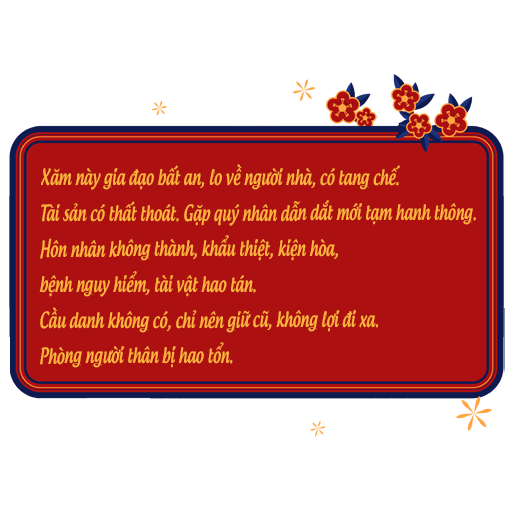 Xăm này gia đạo bất an, lo về người nhà, có tang chế.
Tài sản có thất thoát. Gặp quý nhân dẫn dắt mới tạm hanh thông.
Hôn nhân không thành, khẩu thiệt, kiện hòa,
bệnh nguy hiểm, tài vật hao tán.
Cầu danh không có, chỉ nên giữ cũ, không lợi đi xa.
Phòng người thân bị hao tổn.